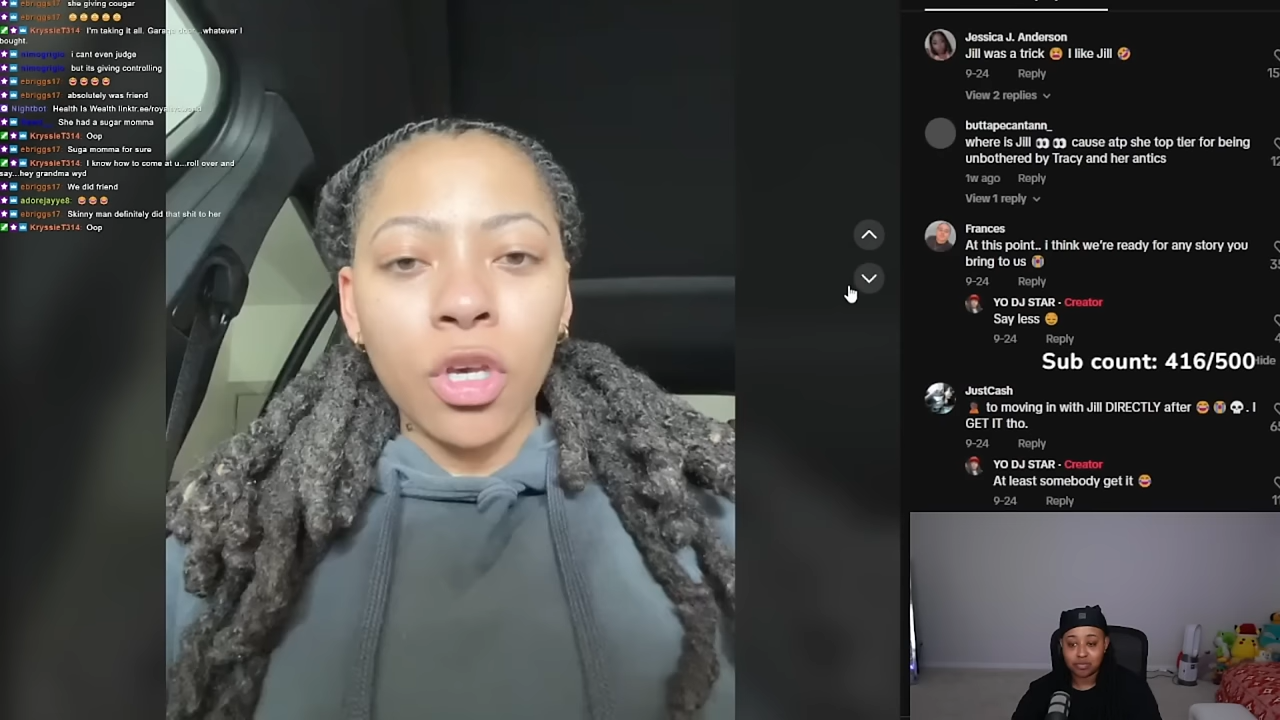 she giving cougar
ebriggs17
KryssieT314: I'm taking it all. Garage door...whatever I
bought.
i cant even judge
but its giving controlling
ebriggs17
ebriggs17 absolutely was friend
Nightbot Health Is Wealth
She had a sugar momma
KryssieT314: Oop
ebriggs17 Suga momma for sure
KryssieT314: I know how to come at u...roll over and
say...hey grandma wyd
ebriggs17 We did friend
adorejayye8:
ebriggs17 Skinny man definitely did that shit to her
KryssieT314: Oop
Jessica J. Anderson
Jill was a trick 😫 I like Jill 🤣
9-24 Reply
15
View 2 replies
buttapecantann_
where is Jill 👀 👀 cause atp she top tier for being
unbothered by Tracy and her antics
12
1w ago Reply
View 1 reply
Frances
At this point.. i think we're ready for any story you
bring to us 😭
35
9-24 Reply
YO DJ STAR · Creator
Say less 😌
4
9-24 Reply
Sub count: 416/500
Hide
JustCash
to moving in with Jill DIRECTLY after 😂 😭 💀. I
GET IT tho.
65
9-24 Reply
YO DJ STAR · Creator
At least somebody get it 😂
11
9-24 Reply